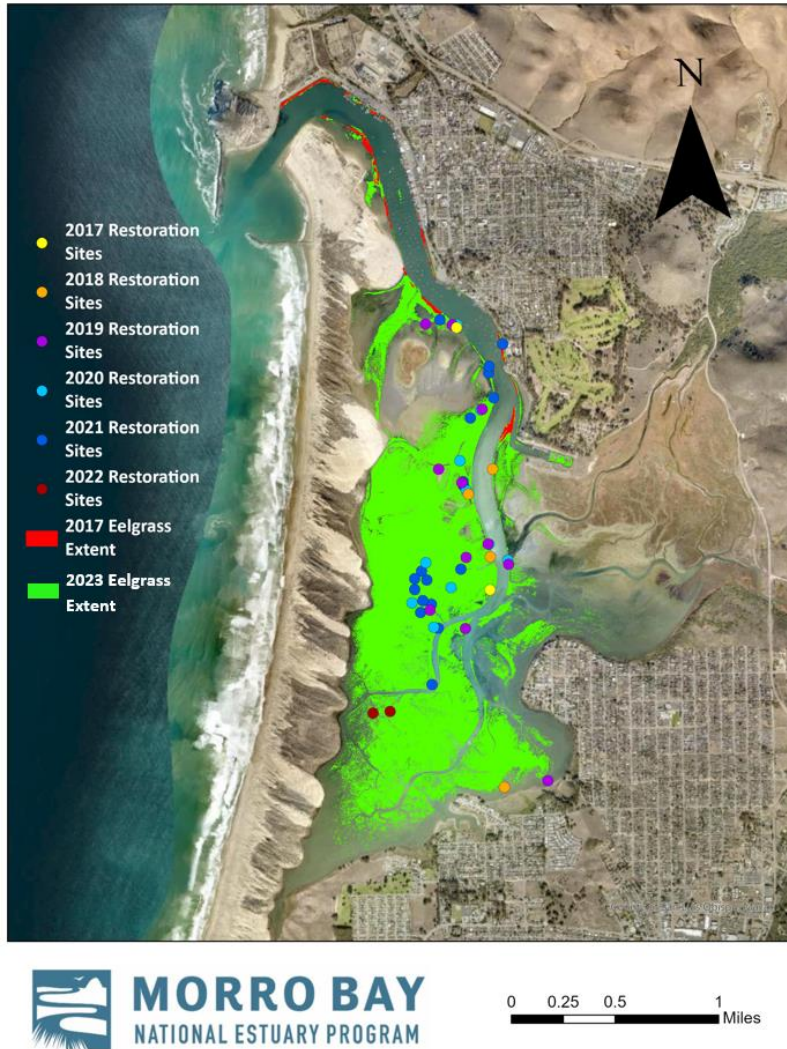 N
2017 Restoration
Sites
2018 Restoration
Sites
2019 Restoration
Sites
2020 Restoration
Sites
2021 Restoration
Sites
2022 Restoration
Sites
2017 Eelgrass
Extent
2023 Eelgrass
Extent
MORRO BAY
NATIONAL ESTUARY PROGRAM
0 0.25 0.5 1
Miles